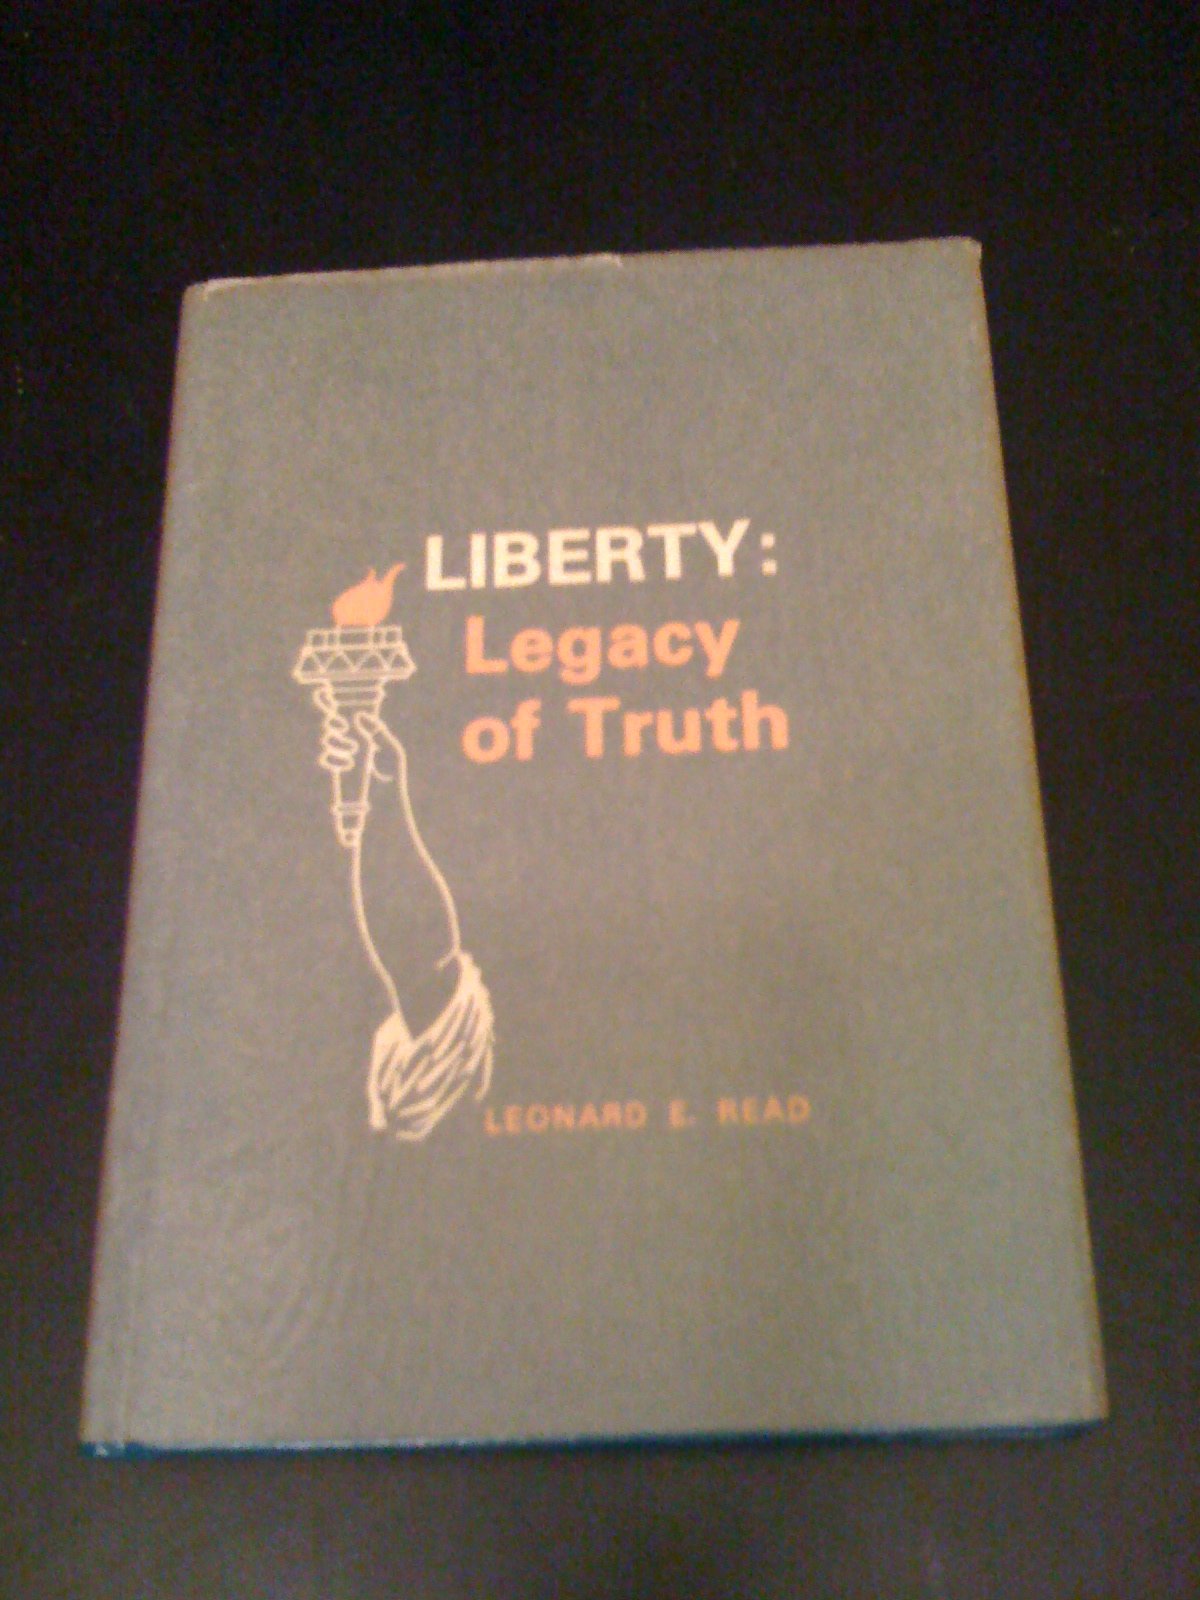 LIBERTY:
Legacy
of Truth
LEONARD E. READ